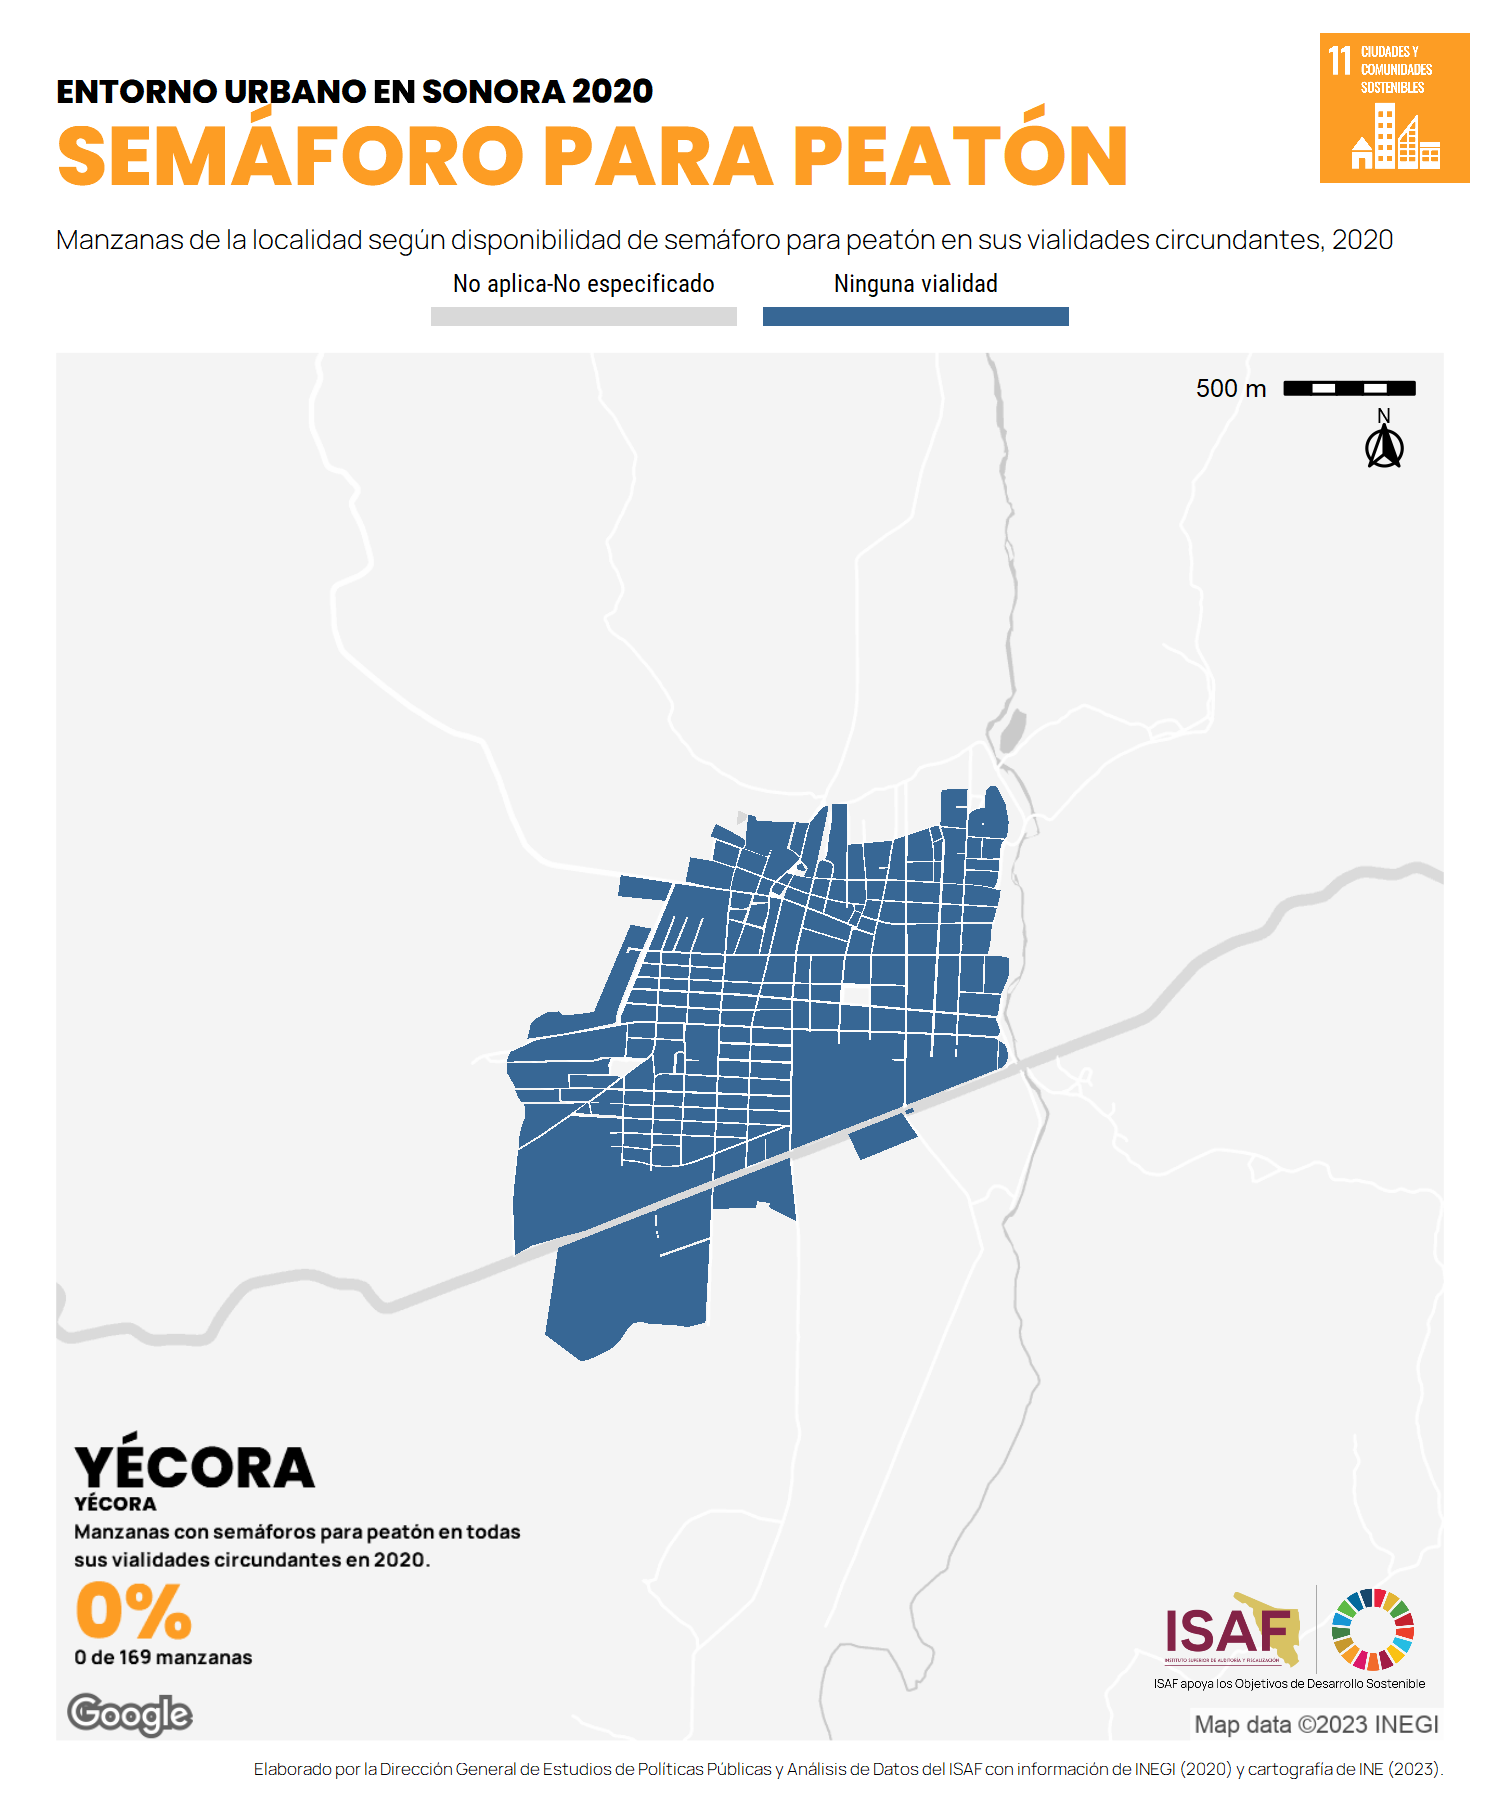 ENTORNO URBANO EN SONORA 2020
SEMÁFORO PARA PEATÓN
11 CIUDADES Y
COMUNIDADES
SOSTENIBLES
Manzanas de la localidad según disponibilidad de semáforo para peatón en sus vialidades circundantes, 2020
No aplica-No especificado
Ninguna vialidad
500 m
N
YÉCORA
YÉCORA
Manzanas con semáforos para peatón en todas
sus vialidades circundantes en 2020.
0%
0 de 169 manzanas
Google
ISAF
INSTITUTO SUPERIOR DE AUDITORÍA Y FISCALIZACIÓN
ISAF apoya los Objetivos de Desarrollo Sostenible
Map data ©2023 INEGI
Elaborado por la Dirección General de Estudios de Políticas Públicas y Análisis de Datos del ISAF con información de INEGI (2020) y cartografía de INE (2023).